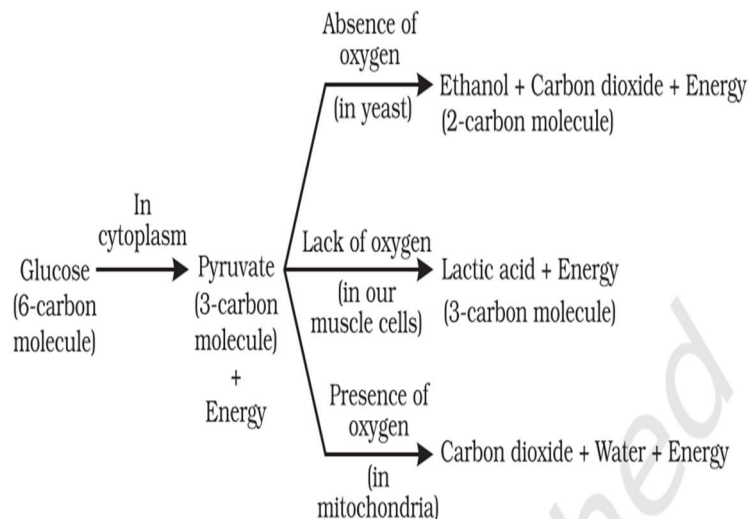 Absence of
oxygen
(in yeast)
Ethanol + Carbon dioxide + Energy
(2-carbon molecule)
In
cytoplasm
Glucose
(6-carbon
molecule)
Pyruvate
(3-carbon
molecule)
+
Energy
Lack of oxygen
(in our
muscle cells)
Lactic acid + Energy
(3-carbon molecule)
Presence of
oxygen
(in
mitochondria)
Carbon dioxide + Water + Energy
hed